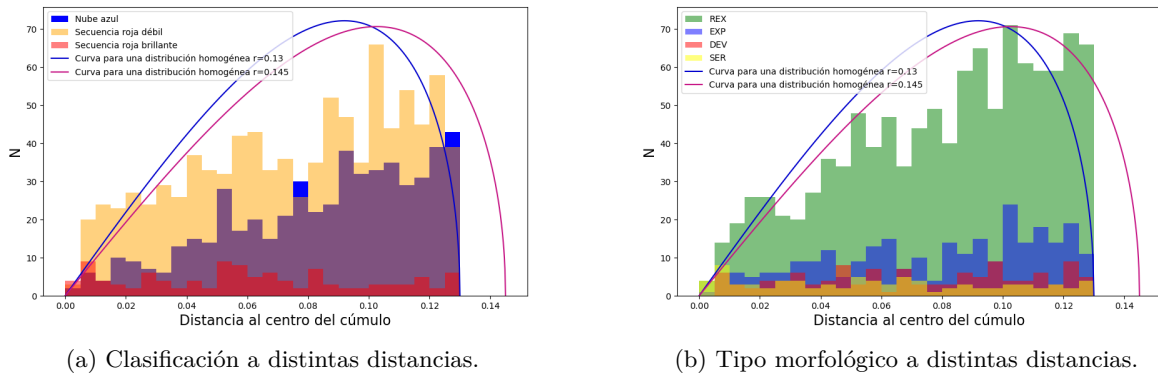 Nube azul
Secuencia roja débil
Secuencia roja brillante
Curva para una distribución homogénea r=0.13
Curva para una distribución homogénea r=0.145
70
60
50
40
30
20
10
0
N
0.00 0.02 0.04 0.06 0.08 0.10 0.12 0.14
Distancia al centro del cúmulo
(a) Clasificación a distintas distancias.
REX
EXP
DEV
SER
Curva para una distribución homogénea r=0.13
Curva para una distribución homogénea r=0.145
70
60
50
40
30
20
10
0
N
0.00 0.02 0.04 0.06 0.08 0.10 0.12 0.14
Distancia al centro del cúmulo
(b) Tipo morfológico a distintas distancias.